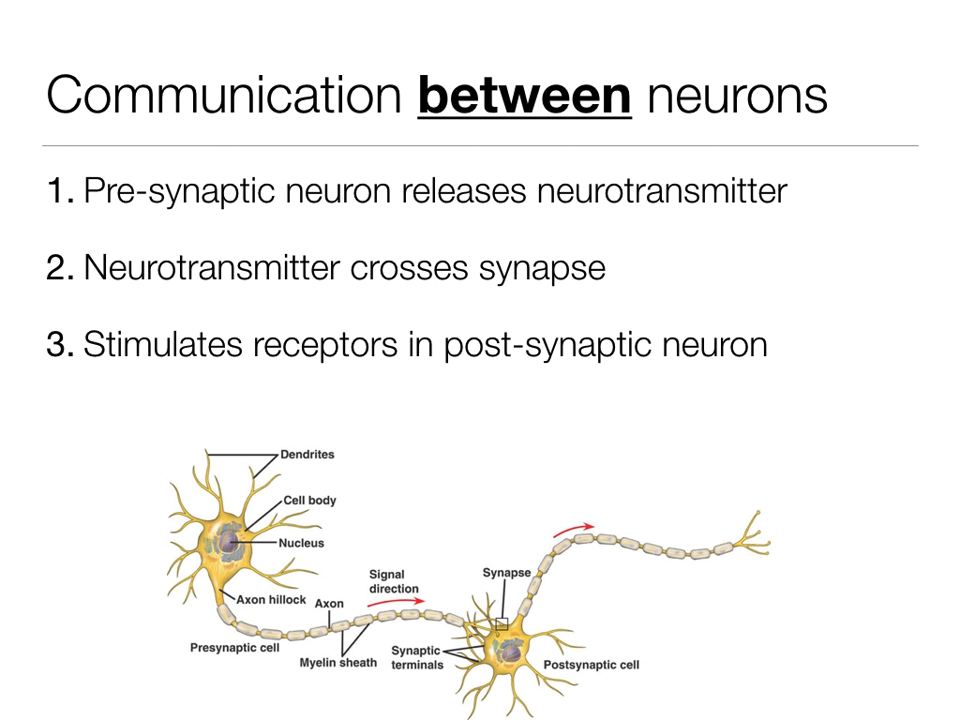 Communication between neurons
1. Pre-synaptic neuron releases neurotransmitter
2. Neurotransmitter crosses synapse
3. Stimulates receptors in post-synaptic neuron
Dendrites
Cell body
Nucleus
Axon hillock
Presynaptic cell
Axon
Myelin sheath
Signal
direction
Synapse
Synaptic
terminals
Postsynaptic cell